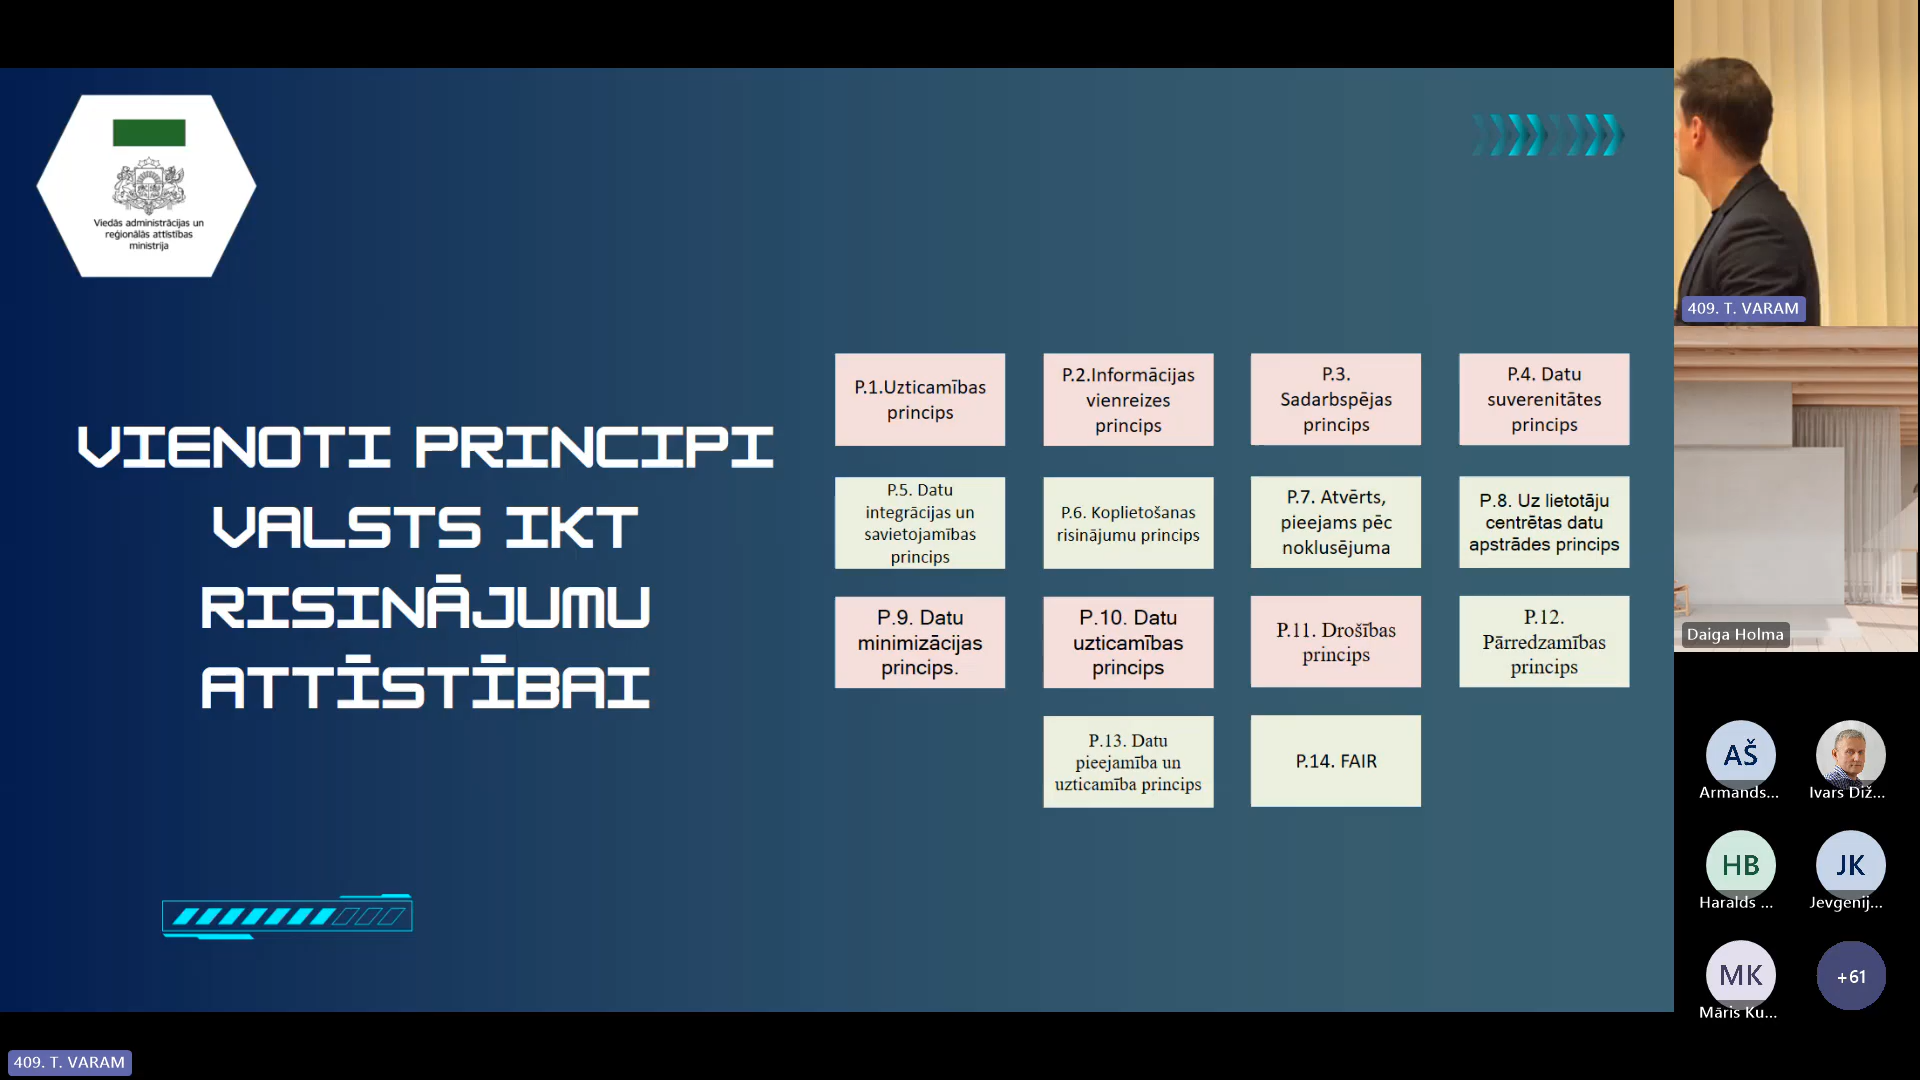 Viedās administrācijas un
reģionālās attīstības
ministrija
VIENOTI PRINCIPI
VALSTS IKT
RISINĀJUMU
ATTĪSTĪBAI
P.1.Uzticamības
princips
P.2.Informācijas
vienreizes
princips
P.3.
Sadarbspējas
princips
P.4. Datu
suverenitātes
princips
P.5. Datu
integrācijas un
savietojamības
princips
P.6. Koplietošanas
risinājumu princips
P.7. Atvērts,
pieejams pēc
noklusējuma
P.8. Uz lietotāju
centrētas datu
apstrādes princips
P.9. Datu
minimizācijas
princips.
P.10. Datu
uzticamības
princips
P.11. Drošības
princips
P.12.
Pārredzamības
princips
P.13. Datu
pieejamība un
uzticamība princips
P.14. FAIR
409. T. VARAM
Daiga Holma
AŠ
Armands...
Ivars Diž...
HB
Haralds ...
JK
Jevgenij...
MK
Māris Ku...
+61
409. T. VARAM